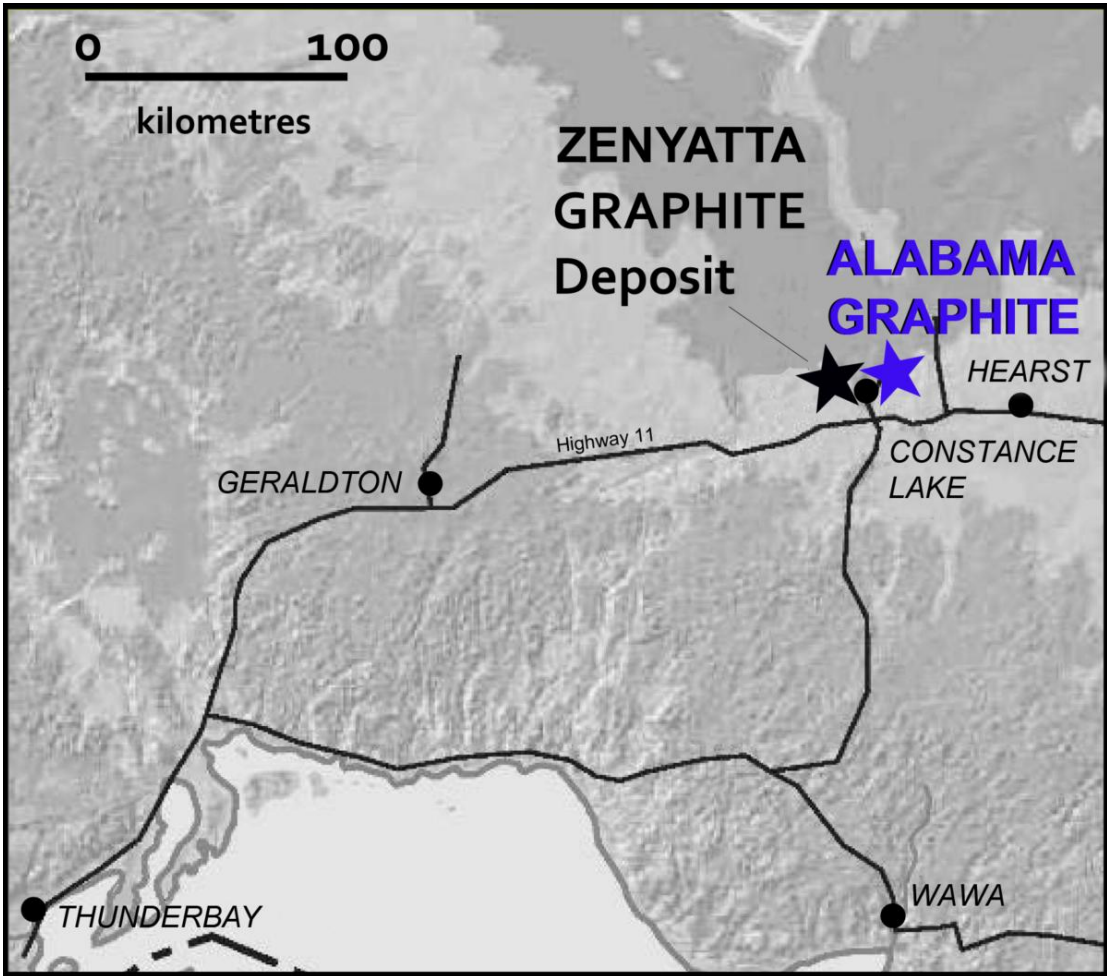 0 100
kilometres
ZENYATTA
GRAPHITE
Deposit
ALABAMA
GRAPHITE
HEARST
Highway 11
CONSTANCE
LAKE
GERALDTON
THUNDERBAY
WAWA